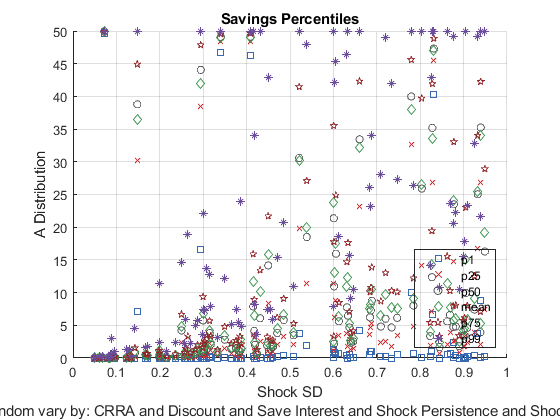 Savings Percentiles
A Distribution
50
45
40
35
30
25
20
15
10
5
0
0
0.1
0.2
0.3
0.4
0.5
0.6
0.7
0.8
0.9
1
p1
p25
p50
mean
p75
p99
Shock SD
vary by: CRRA and Discount and Save Interest and Shock Persistence and